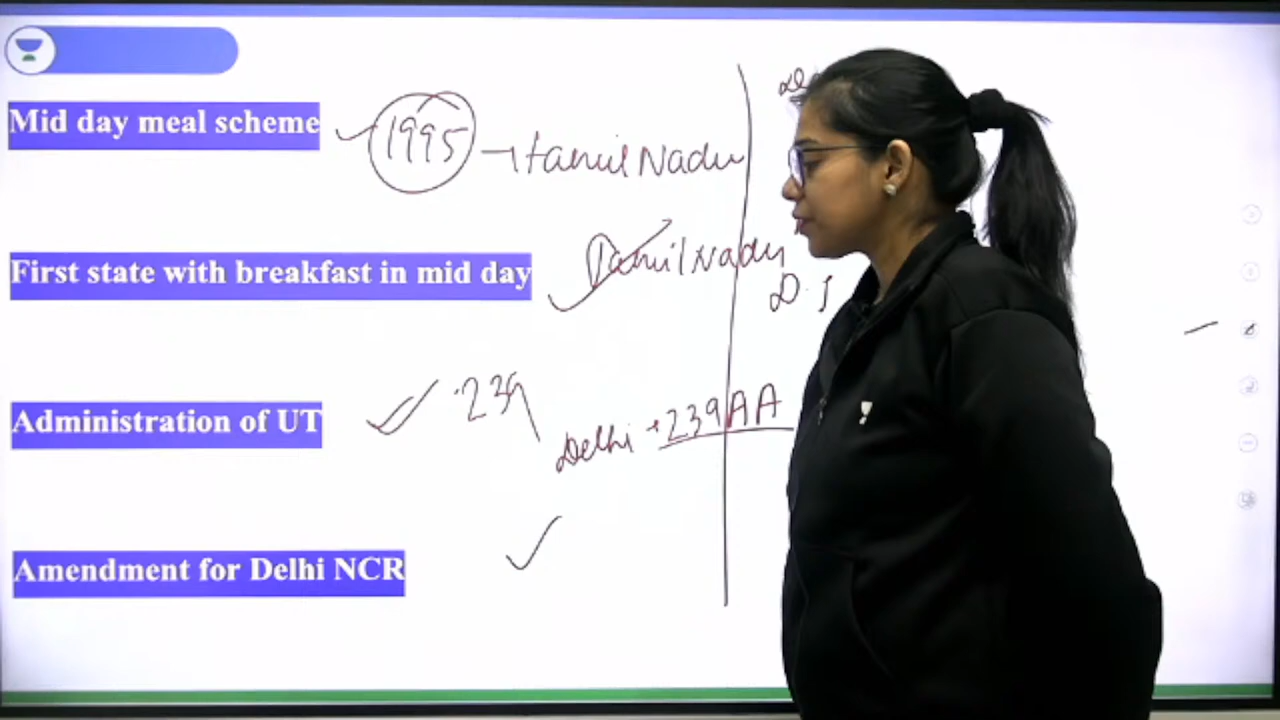 Mid day meal scheme 1995 → tamil Nadu
First state with breakfast in mid day Tamil Nadu
D.
Administration of UT 239
Delhi → 239AA
Amendment for Delhi NCR